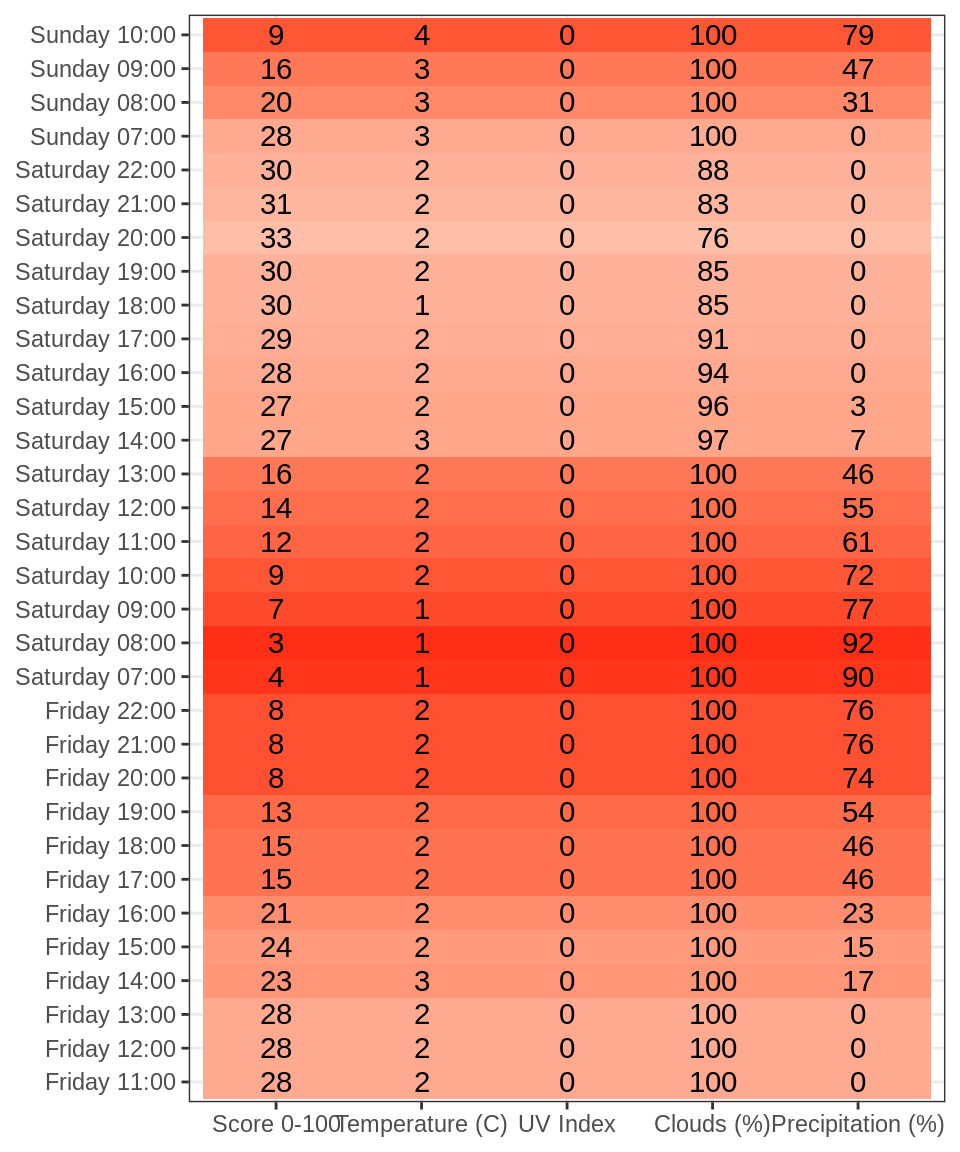 Sunday 10:00 9 4 0 100 79
Sunday 09:00 16 3 0 100 47
Sunday 08:00 20 3 0 100 31
Sunday 07:00 28 3 0 100 0
Saturday 22:00 30 2 0 88 0
Saturday 21:00 31 2 0 83 0
Saturday 20:00 33 2 0 76 0
Saturday 19:00 30 2 0 85 0
Saturday 18:00 30 1 0 85 0
Saturday 17:00 29 2 0 91 0
Saturday 16:00 28 2 0 94 0
Saturday 15:00 27 2 0 96 3
Saturday 14:00 27 3 0 97 7
Saturday 13:00 16 2 0 100 46
Saturday 12:00 14 2 0 100 55
Saturday 11:00 12 2 0 100 61
Saturday 10:00 9 2 0 100 72
Saturday 09:00 7 1 0 100 77
Saturday 08:00 3 1 0 100 92
Saturday 07:00 4 1 0 100 90
Friday 22:00 8 2 0 100 76
Friday 21:00 8 2 0 100 76
Friday 20:00 8 2 0 100 74
Friday 19:00 13 2 0 100 54
Friday 18:00 15 2 0 100 46
Friday 17:00 15 2 0 100 46
Friday 16:00 21 2 0 100 23
Friday 15:00 24 2 0 100 15
Friday 14:00 23 3 0 100 17
Friday 13:00 28 2 0 100 0
Friday 12:00 28 2 0 100 0
Friday 11:00 28 2 0 100 0
Score 0-100 Temperature (C) UV Index Clouds (%) Precipitation (%)